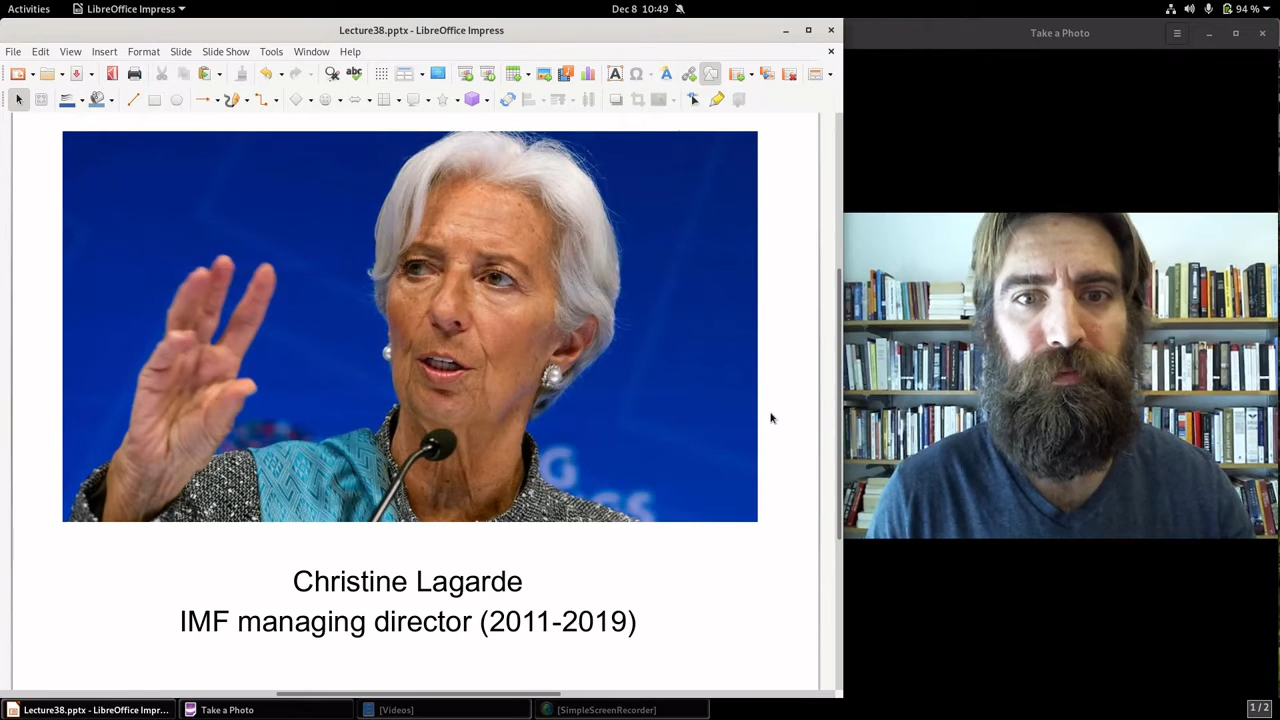 Activities LibreOffice Impress Dec 8 10:49 94 %
Lecture38.pptx - LibreOffice Impress
Take a Photo
File Edit View Insert Format Slide Slide Show Tools Window Help
Christine Lagarde
IMF managing director (2011-2019)
Lecture38.pptx - LibreOffice Impr... Take a Photo [Videos] [SimpleScreenRecorder] 1 / 2